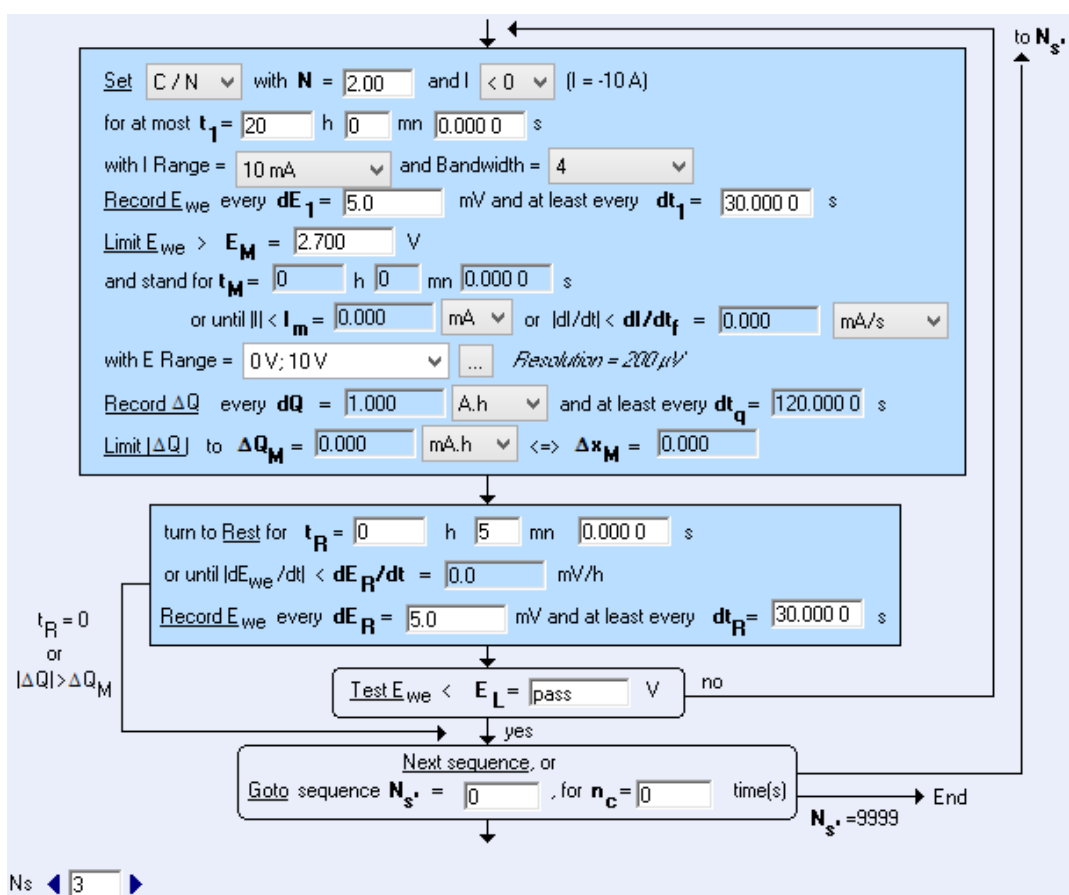 to Ns'
Set C / N with N = 2.00 and I < 0 (I = -10 A)
for at most t1 = 20 h 0 mn 0.000 0 s
with I Range = 10 mA and Bandwidth = 4
Record Ewe every dE1 = 5.0 mV and at least every dt1 = 30.000 0 s
Limit Ewe > EM = 2.700 V
and stand for tM = 0 h 0 mn 0.000 0 s
or until |I| < Im = 0.000 mA or |dI/dt| < dI/dtf = 0.000 mA/s
with E Range = 0 V; 10 V ... Resolution = 200 µV
Record ΔQ every dQ = 1.000 A.h and at least every dtq = 120.000 0 s
Limit |ΔQ| to ΔQM = 0.000 mA.h <=> ΔxM = 0.000
turn to Rest for tR = 0 h 5 mn 0.000 0 s
or until |dEwe/dt| < dER/dt = 0.0 mV/h
Record Ewe every dER = 5.0 mV and at least every dtR = 30.000 0 s
tR = 0
or
|ΔQ|>ΔQM
Test Ewe < EL = pass V
no
yes
Next sequence, or
Goto sequence Ns' = 0 , for nc = 0 time(s)
End
Ns' =9999
Ns 3